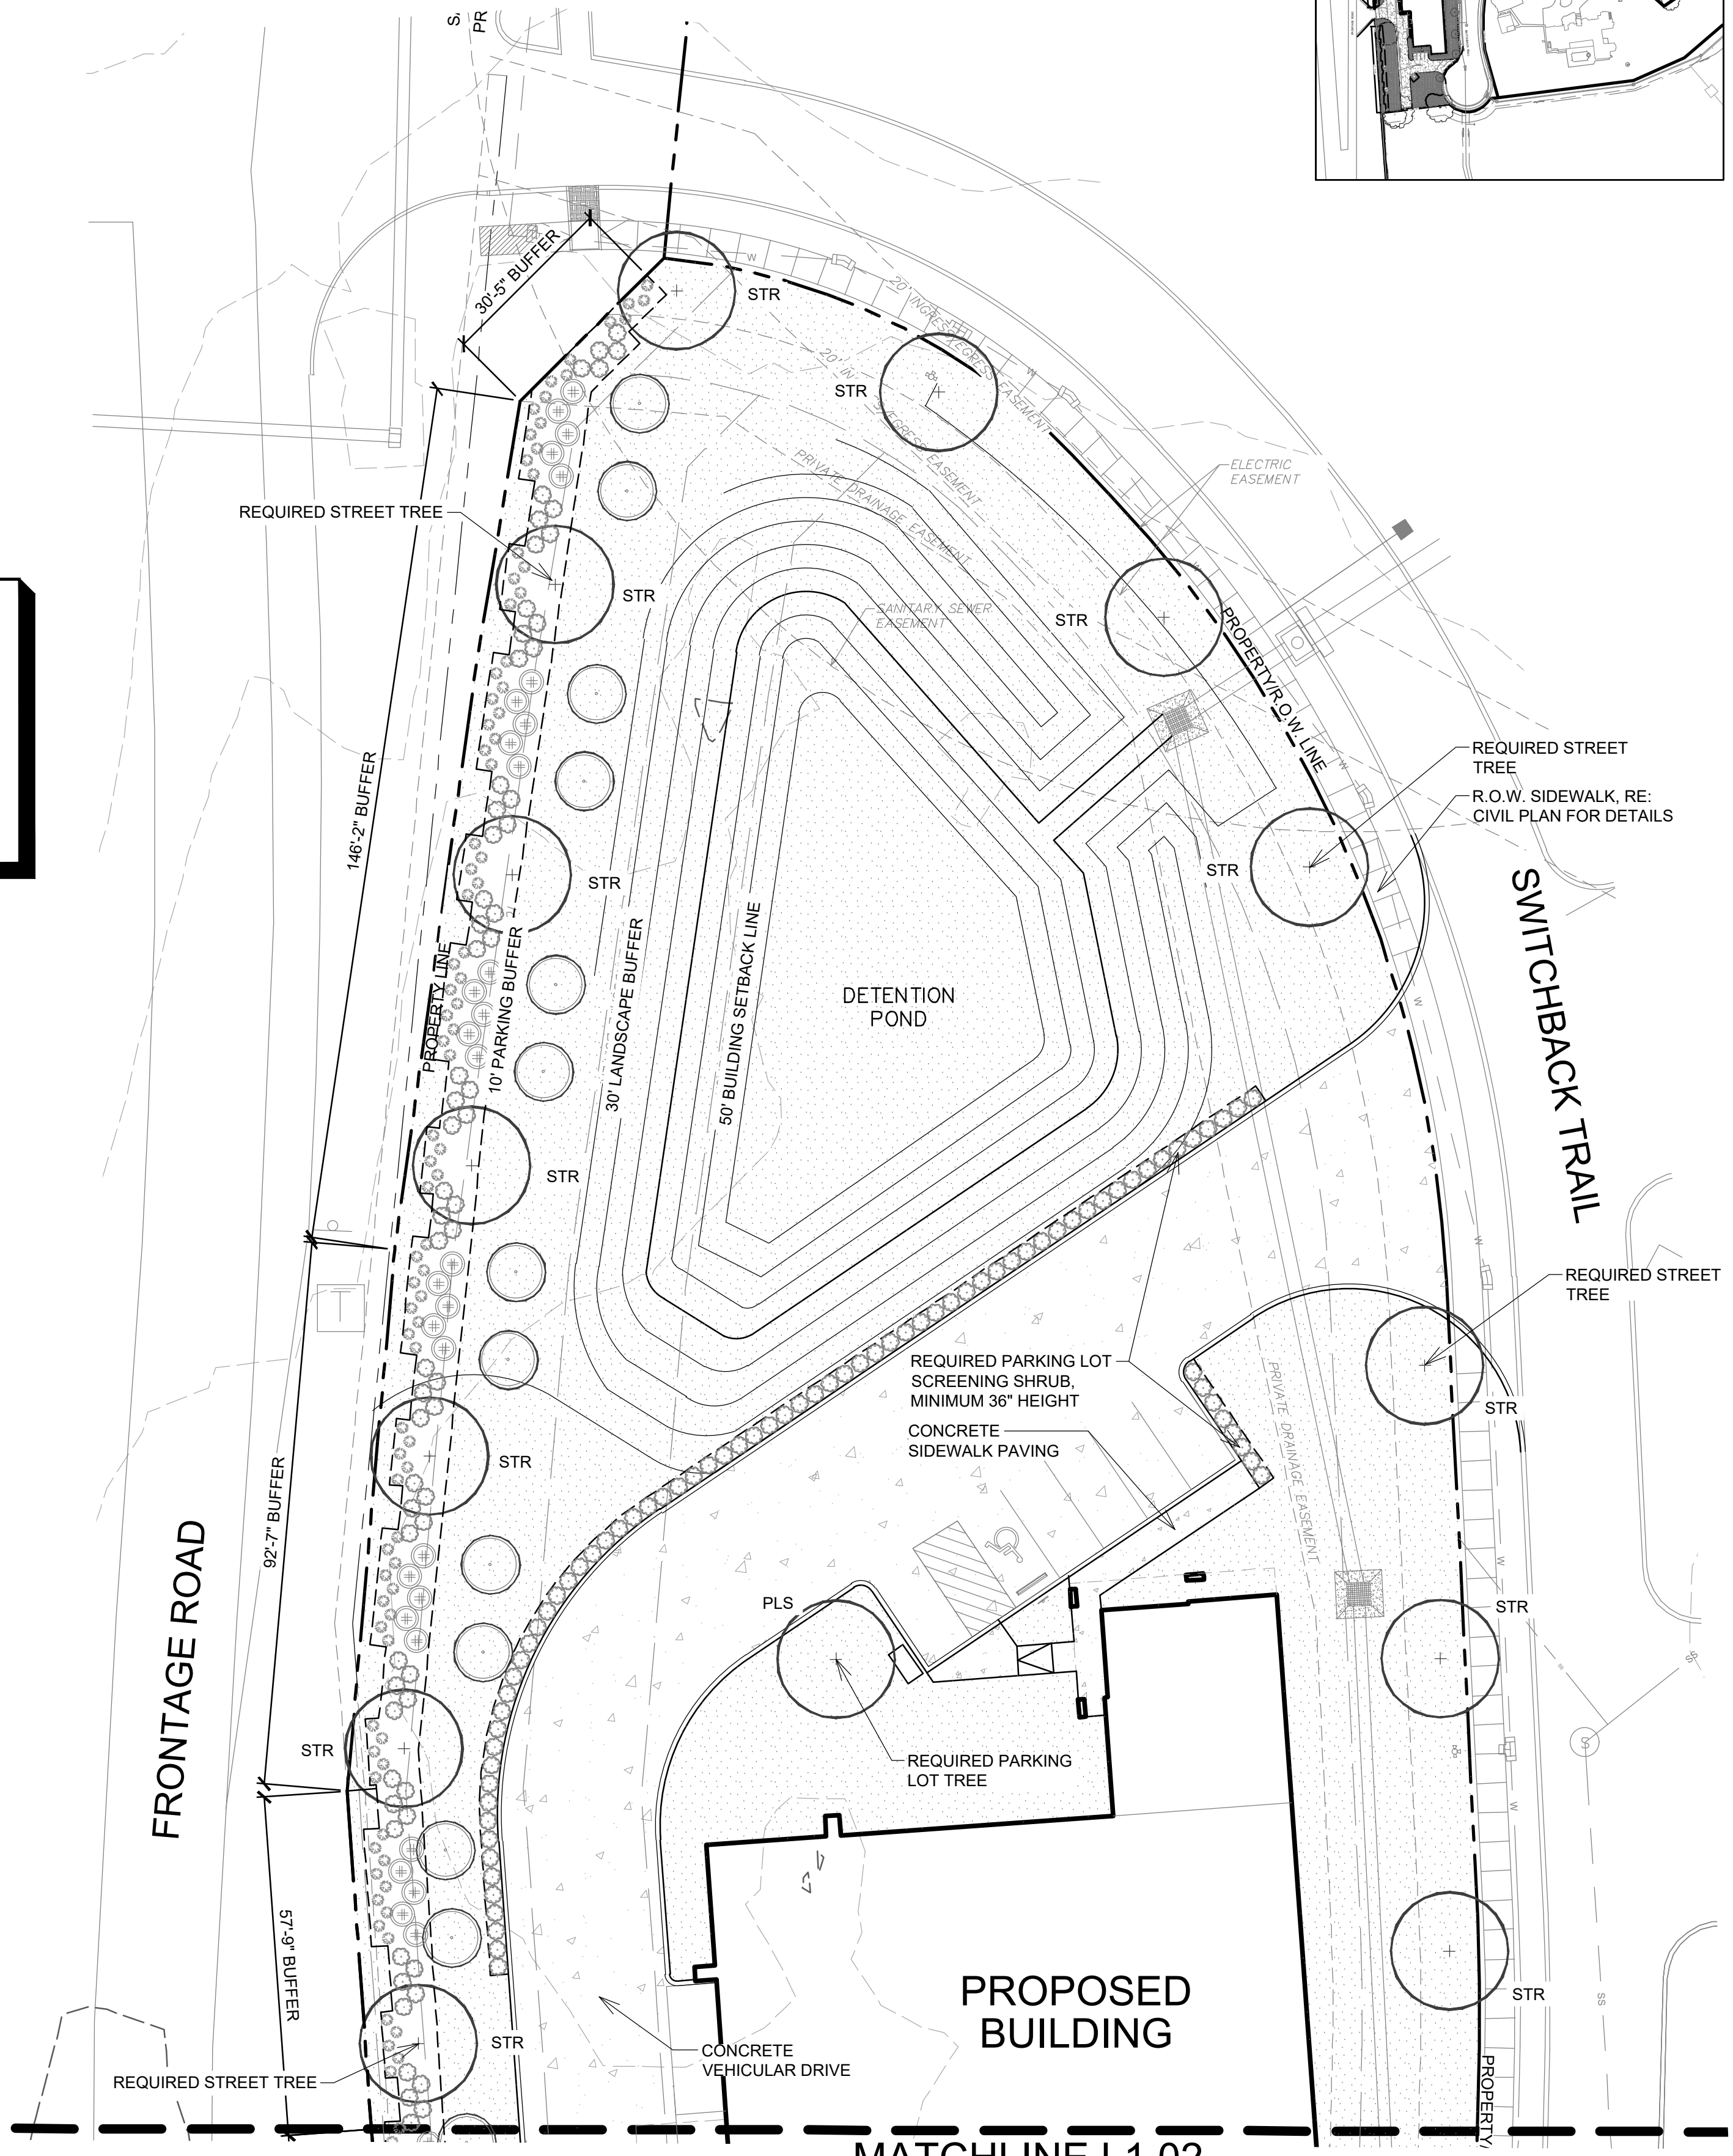 PR
30'-5" BUFFER
STR
20' INGRESS/EGRESS EASEMENT
W
STR
ELECTRIC
EASEMENT
PRIVATE DRAINAGE EASEMENT
REQUIRED STREET TREE
STR
SANITARY SEWER
EASEMENT
STR
PROPERTY/R.O.W. LINE
REQUIRED STREET
TREE
R.O.W. SIDEWALK, RE:
CIVIL PLAN FOR DETAILS
146'-2" BUFFER
STR
STR
SWITCHBACK TRAIL
PROPERTY LINE
10' PARKING BUFFER
30' LANDSCAPE BUFFER
50' BUILDING SETBACK LINE
DETENTION
POND
STR
REQUIRED STREET
TREE
REQUIRED PARKING LOT
SCREENING SHRUB,
MINIMUM 36" HEIGHT
CONCRETE
SIDEWALK PAVING
PRIVATE DRAINAGE EASEMENT
STR
STR
92'-7" BUFFER
FRONTAGE ROAD
PLS
STR
STR
REQUIRED PARKING
LOT TREE
57'-9" BUFFER
PROPOSED
BUILDING
STR
STR
CONCRETE
VEHICULAR DRIVE
REQUIRED STREET TREE
SS
S
PROPERTY/
MATCHLINE L1.02